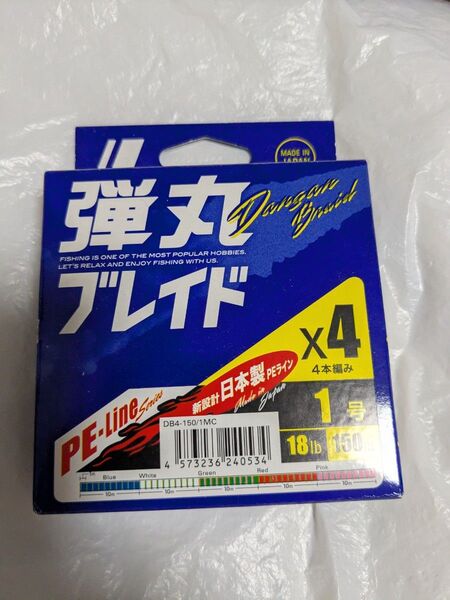 MADE IN
JAPAN
弾丸
Dangan
Braid
FISHING IS ONE OF THE MOST POPULAR HOBBIES.
LET'S RELAX AND ENJOY FISHING WITH US.
ブレイド
X4
4本編み
PE-Line Series
新設計 日本製 PEライン
Made in Japan
1号
18lb 150m
DB4-150/1MC
4 573236 240534
Blue White Green Red Pink
10m 10m 10m 10m 10m